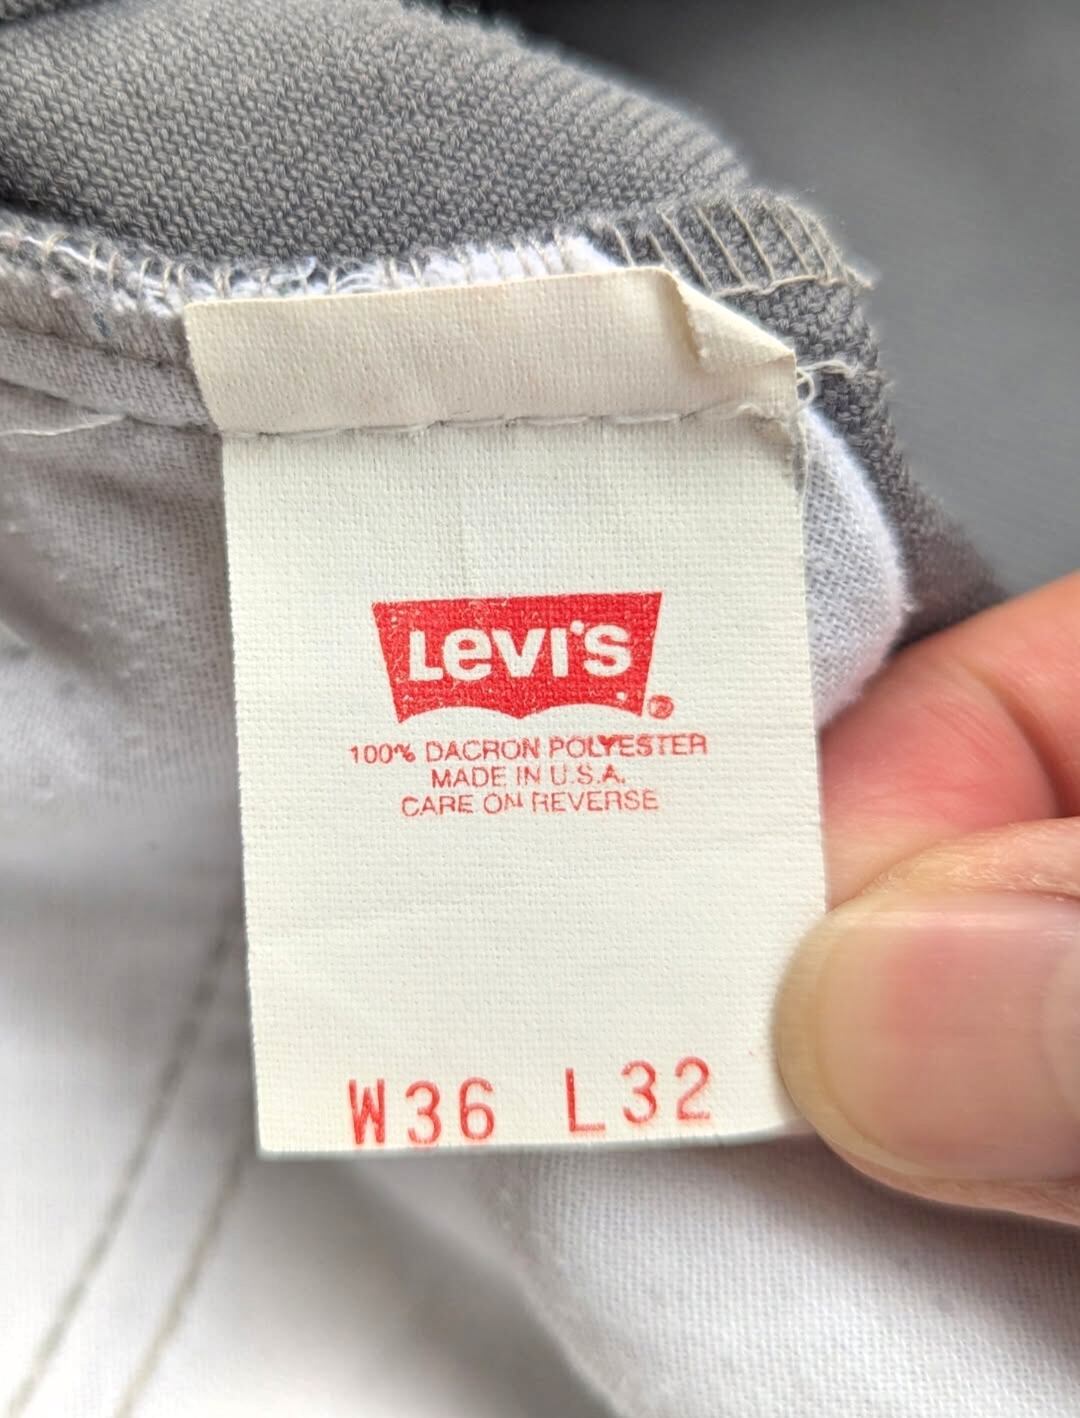 LEVI'S®
100% DACRON POLYESTER
MADE IN U.S.A.
CARE ON REVERSE
W36 L32